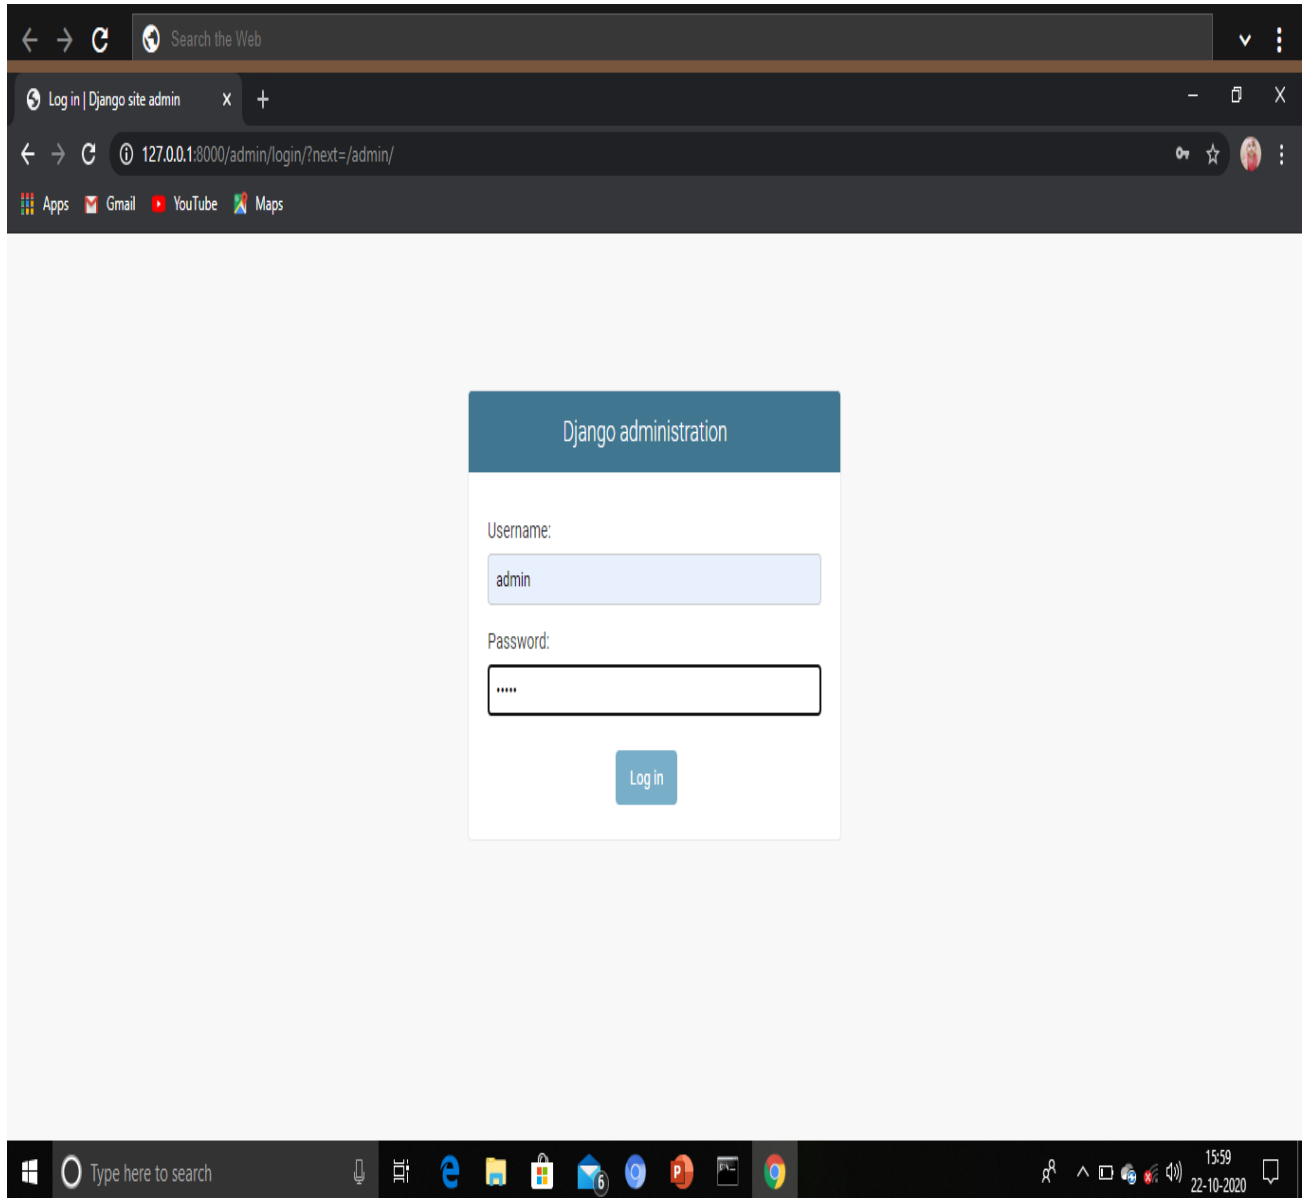 Search the Web
Log in | Django site admin
127.0.0.1:8000/admin/login/?next=/admin/
Apps Gmail YouTube Maps
Django administration
Username:
admin
Password:
•••••
Log in
Type here to search
6
15:59
22-10-2020